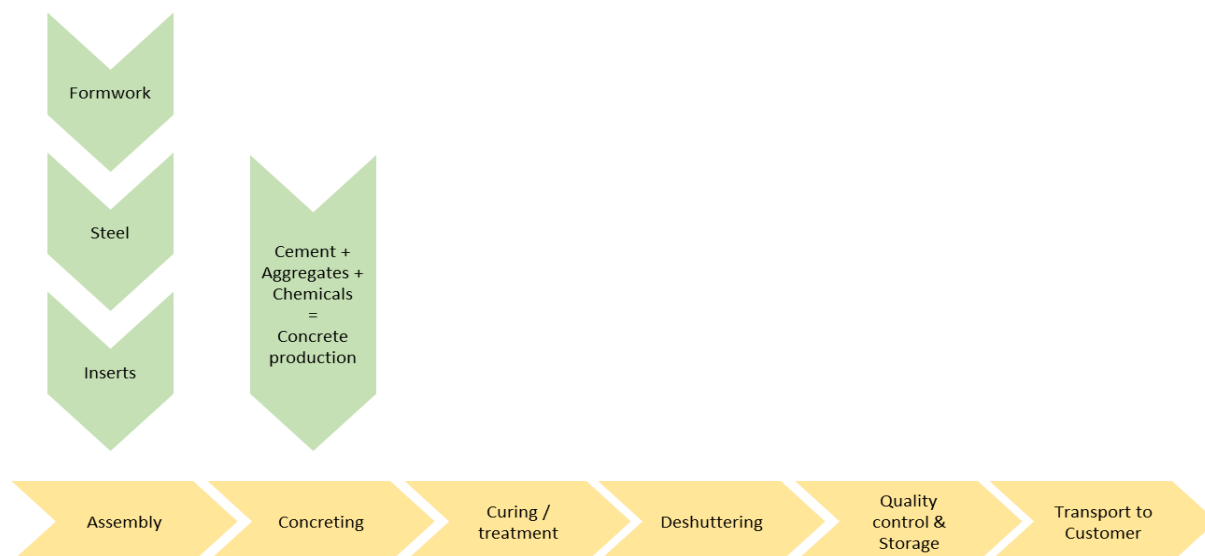 Formwork
Steel
Inserts
Cement +
Aggregates +
Chemicals
=
Concrete
production
Assembly
Concreting
Curing /
treatment
Deshuttering
Quality
control &
Storage
Transport to
Customer